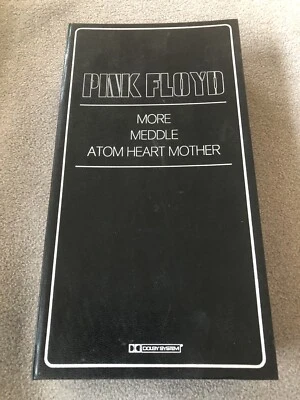 PINK FLOYD
MORE
MEDDLE
ATOM HEART MOTHER
DOLBY SYSTEM